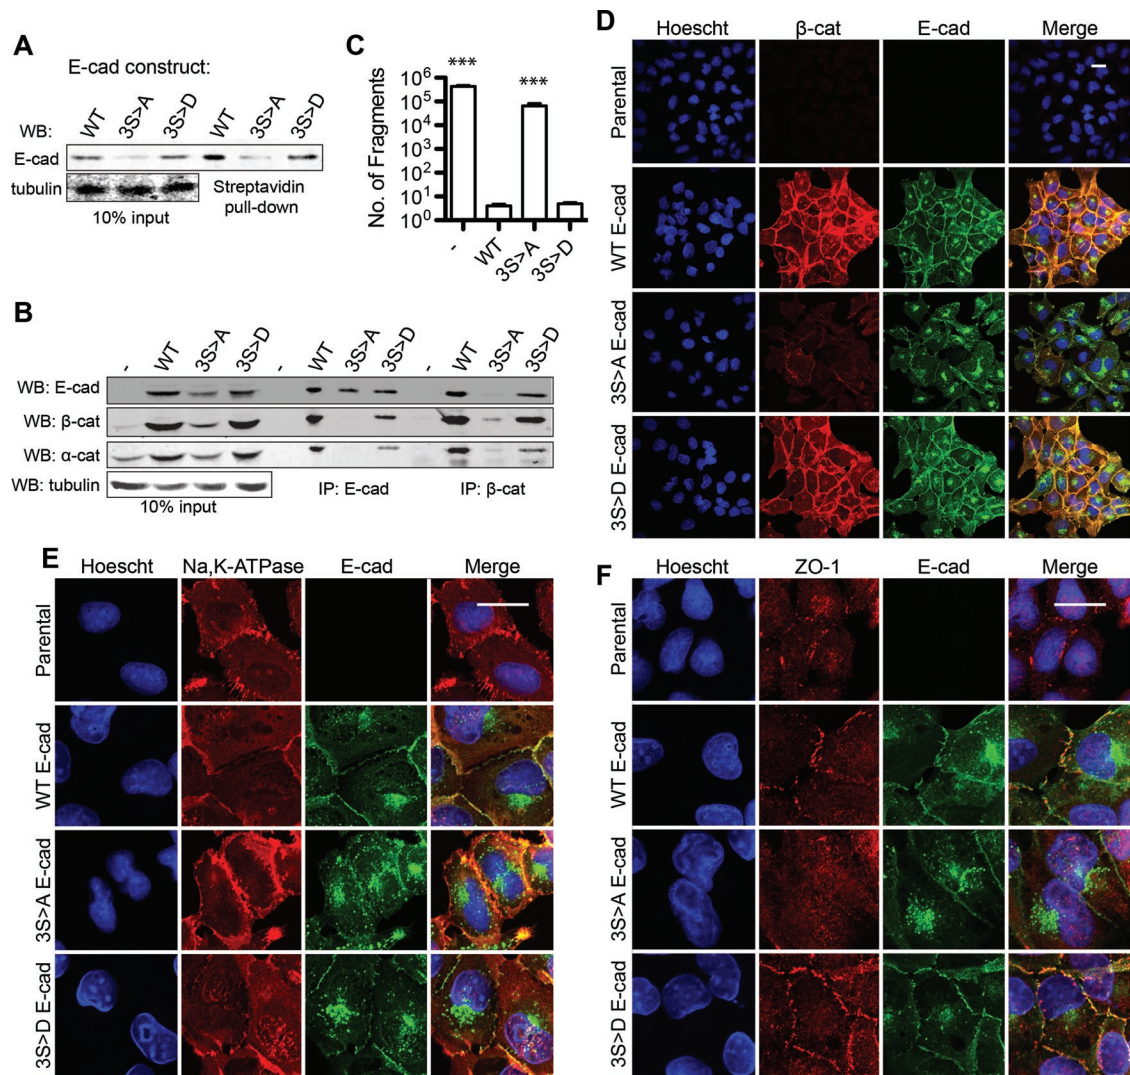 A
E-cad construct:
WB: WT 3S>A 3S>D WT 3S>A 3S>D
E-cad
tubulin
10% input
Streptavidin
pull-down
C
No. of Fragments
10⁶
10⁵
10⁴
10³
10²
10¹
10⁰
*** ***
- WT 3S>A 3S>D
B
- WT 3S>A 3S>D - WT 3S>A 3S>D - WT 3S>A 3S>D
WB: E-cad
WB: β-cat
WB: α-cat
WB: tubulin
10% input
IP: E-cad
IP: β-cat
D
Hoescht β-cat E-cad Merge
Parental
WT E-cad
3S>A E-cad
3S>D E-cad
E
Hoescht Na,K-ATPase E-cad Merge
Parental
WT E-cad
3S>A E-cad
3S>D E-cad
F
Hoescht ZO-1 E-cad Merge
Parental
WT E-cad
3S>A E-cad
3S>D E-cad